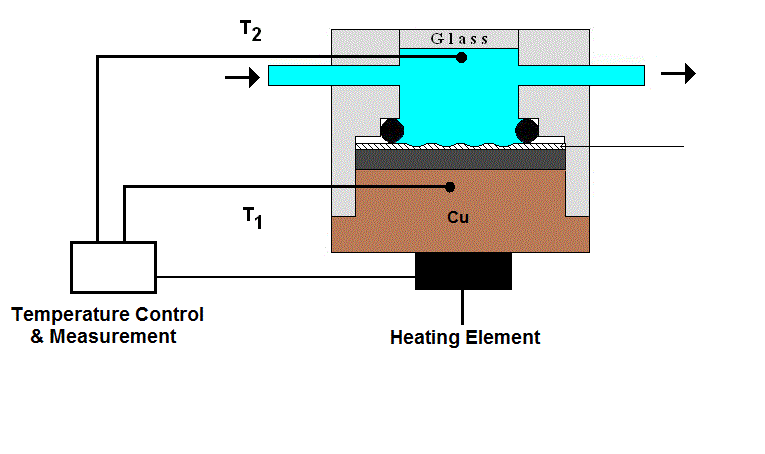 T2
Glass
T1
Cu
Temperature Control
& Measurement
Heating Element